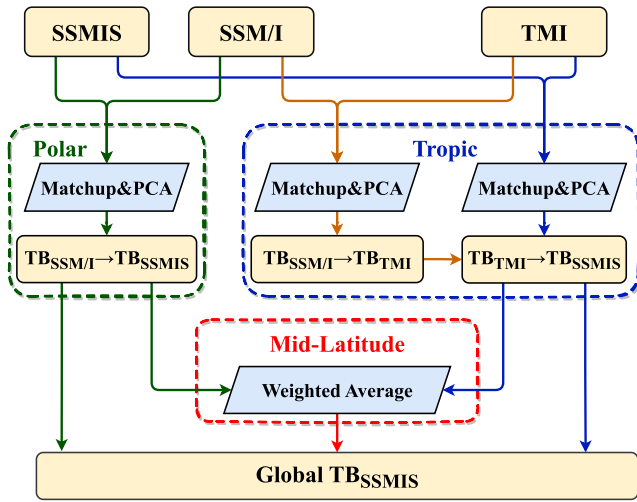 SSMIS
SSM/I
TMI
Polar
Tropic
Matchup&PCA
Matchup&PCA
Matchup&PCA
TBSSM/I→TBSSMIS
TBSSM/I→TBTMI
TBTMI→TBSSMIS
Mid-Latitude
Weighted Average
Global TBSSMIS